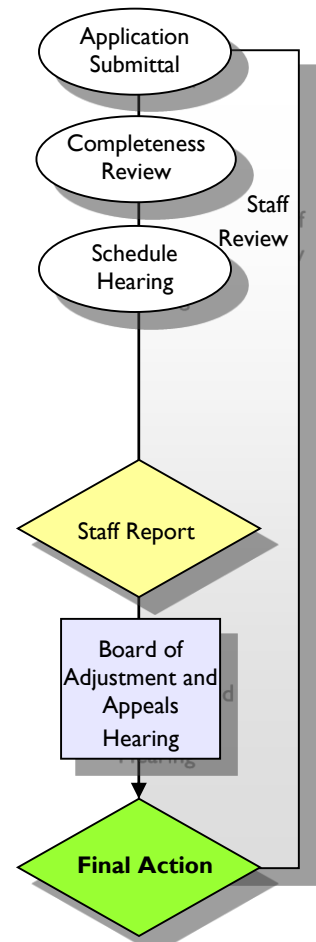 Application
Submittal
Completeness
Review
Staff
Review
Schedule
Hearing
Staff Report
Board of
Adjustment and
Appeals
Hearing
Final Action